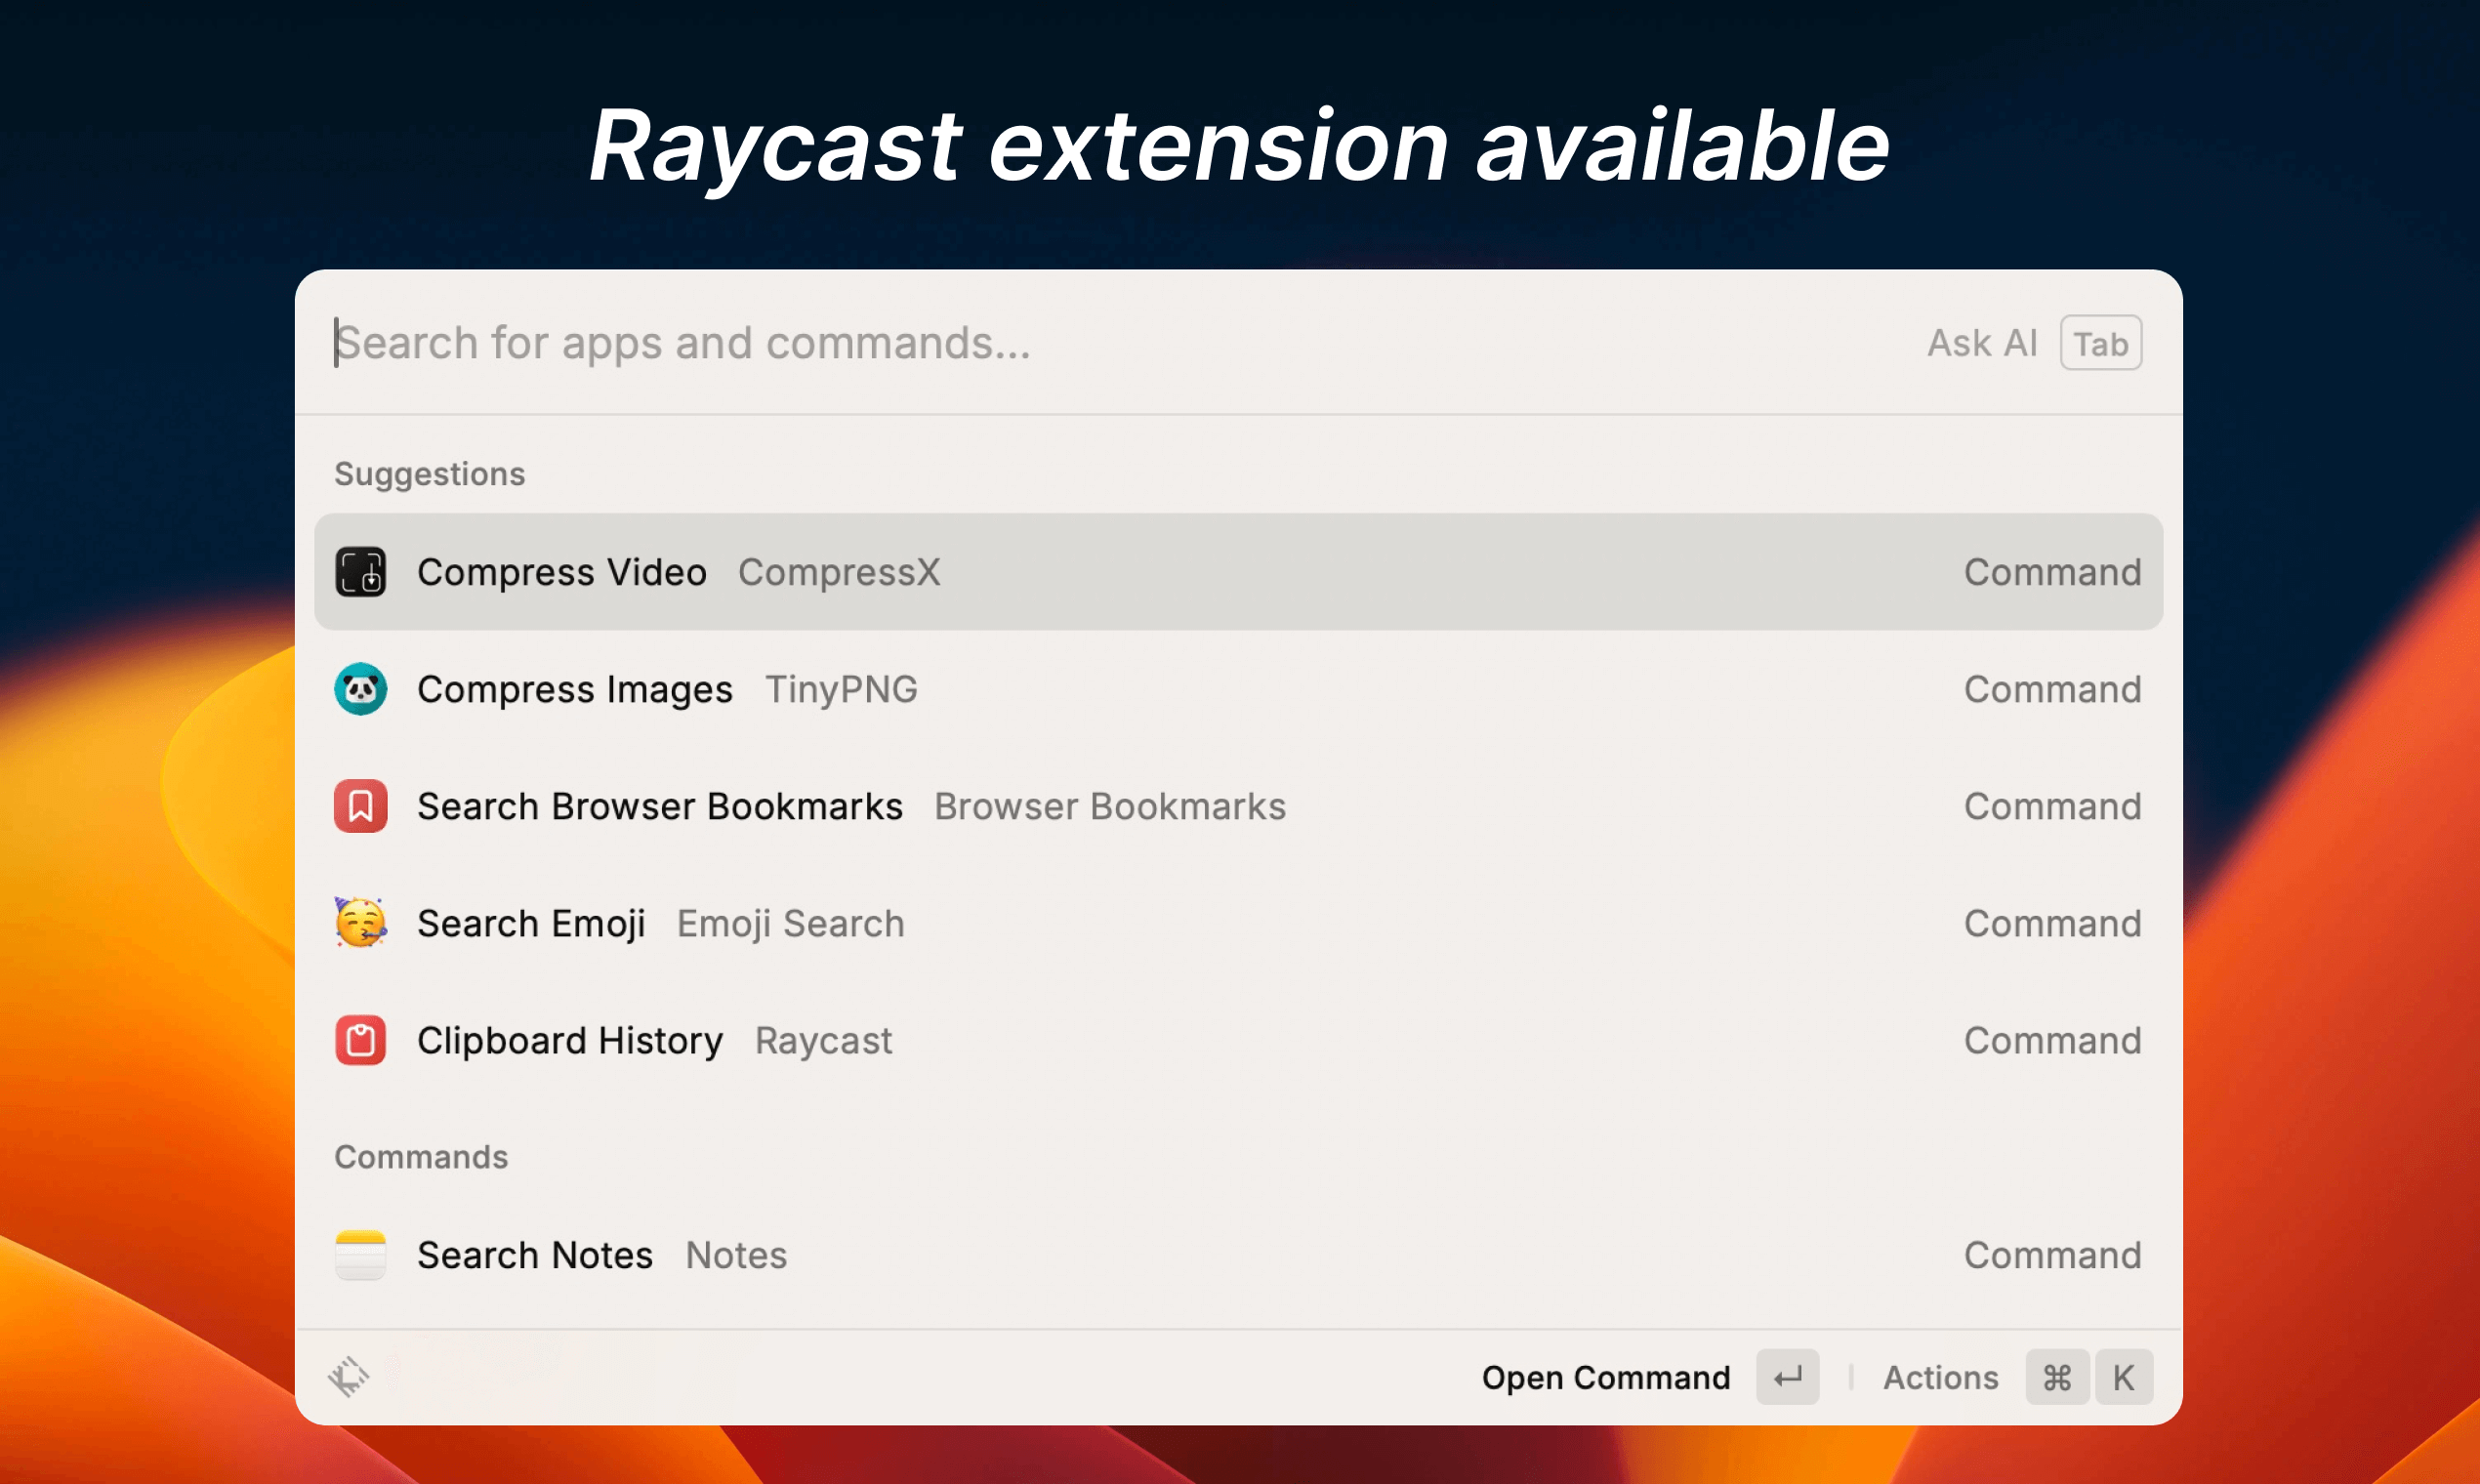 Raycast extension available
Search for apps and commands... Ask AI Tab
Suggestions
Compress Video CompressX Command
Compress Images TinyPNG Command
Search Browser Bookmarks Browser Bookmarks Command
Search Emoji Emoji Search Command
Clipboard History Raycast Command
Commands
Search Notes Notes Command
Open Command ↵ Actions ⌘ K